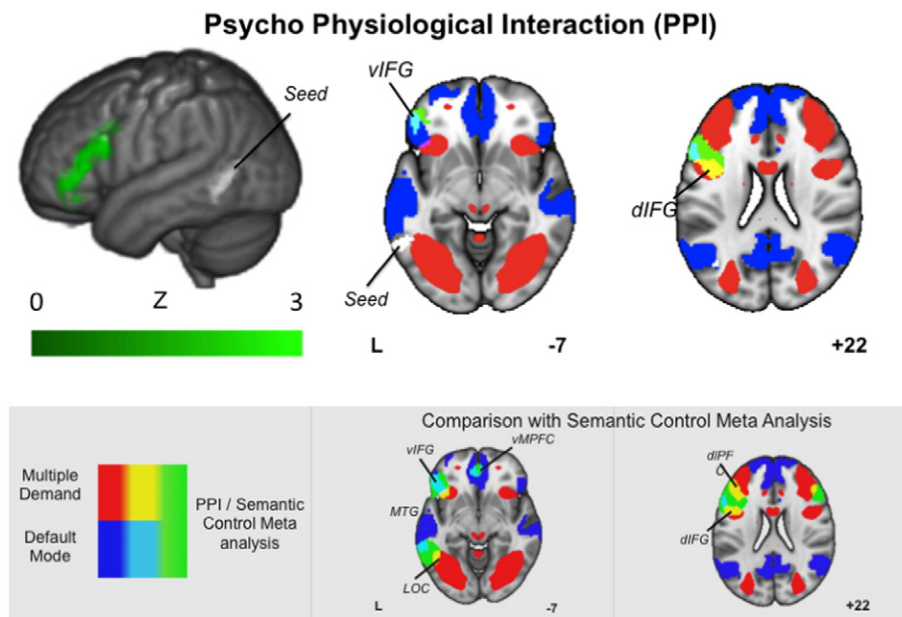 Psycho Physiological Interaction (PPI)
vIFG
Seed
dIFG
Seed
0 Z 3
L -7 +22
Comparison with Semantic Control Meta Analysis
vIFG
vMPFC
dlPF
C
Multiple
Demand
PPI / Semantic
Control Meta
analysis
Default
Mode
MTG
dIFG
LOC
L -7 +22